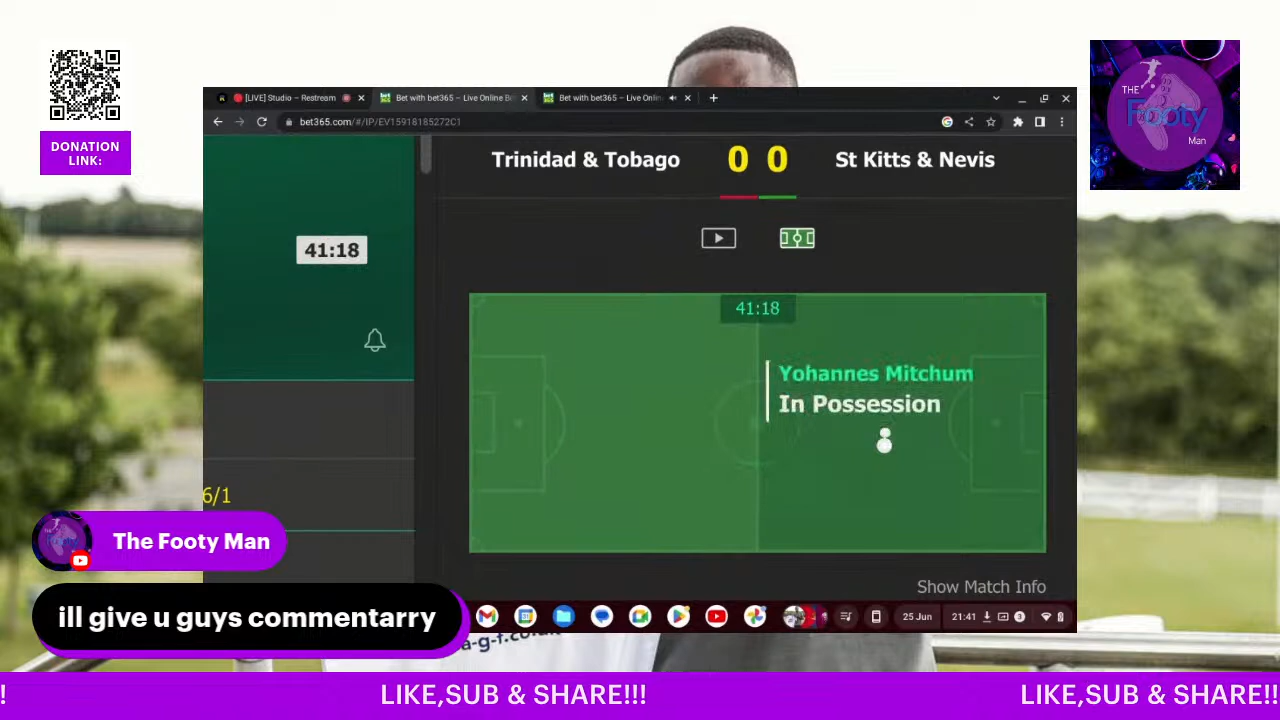 DONATION
LINK:
[LIVE] Studio – Restream
Bet with bet365 – Live Online B
Bet with bet365 – Live Onlin
bet365.com/#/IP/EV15918185272C1
THE
Footy
Man
Trinidad & Tobago
0 0
St Kitts & Nevis
41:18
41:18
Yohannes Mitchum
In Possession
6/1
Show Match Info
The Footy Man
ill give u guys commentarry
25 Jun
21:41
3
a-g-f.co.uk
!
LIKE,SUB & SHARE!!!
LIKE,SUB & SHARE!!